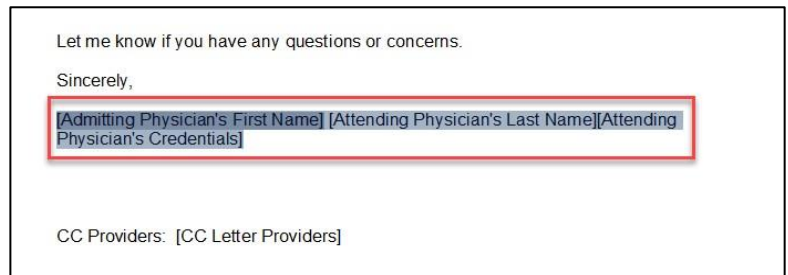 Let me know if you have any questions or concerns.
Sincerely,
[Admitting Physician's First Name] [Attending Physician's Last Name][Attending
Physician's Credentials]
CC Providers:  [CC Letter Providers]